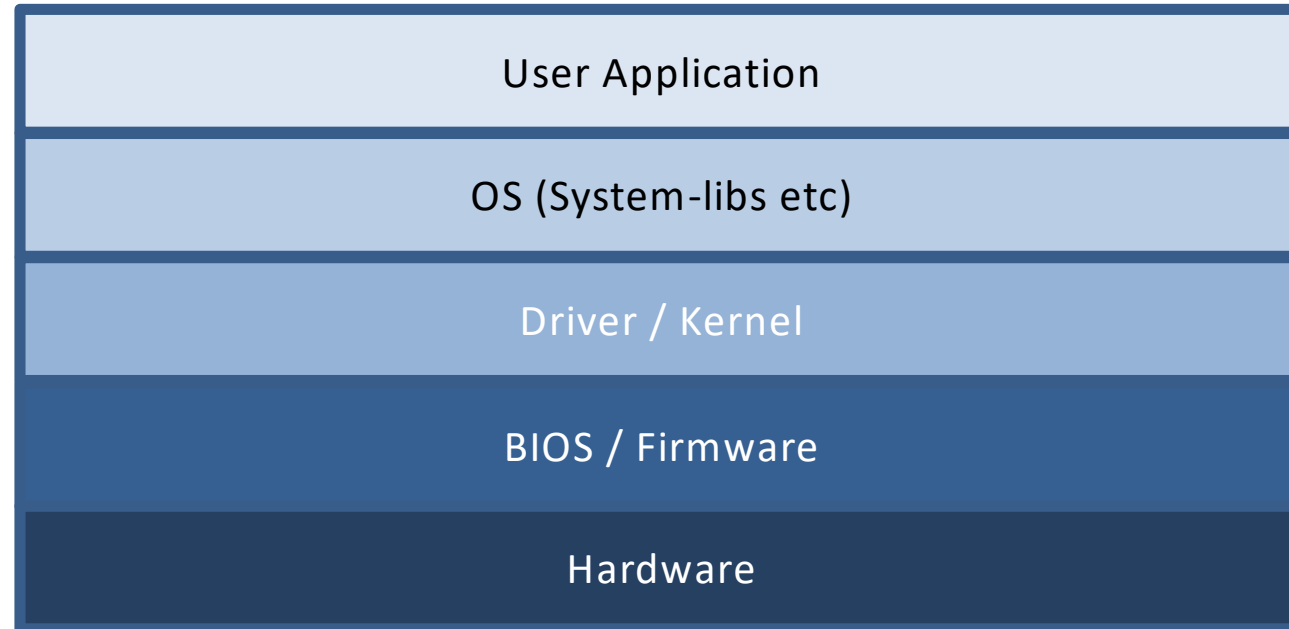 User Application
OS (System-libs etc)
Driver / Kernel
BIOS / Firmware
Hardware